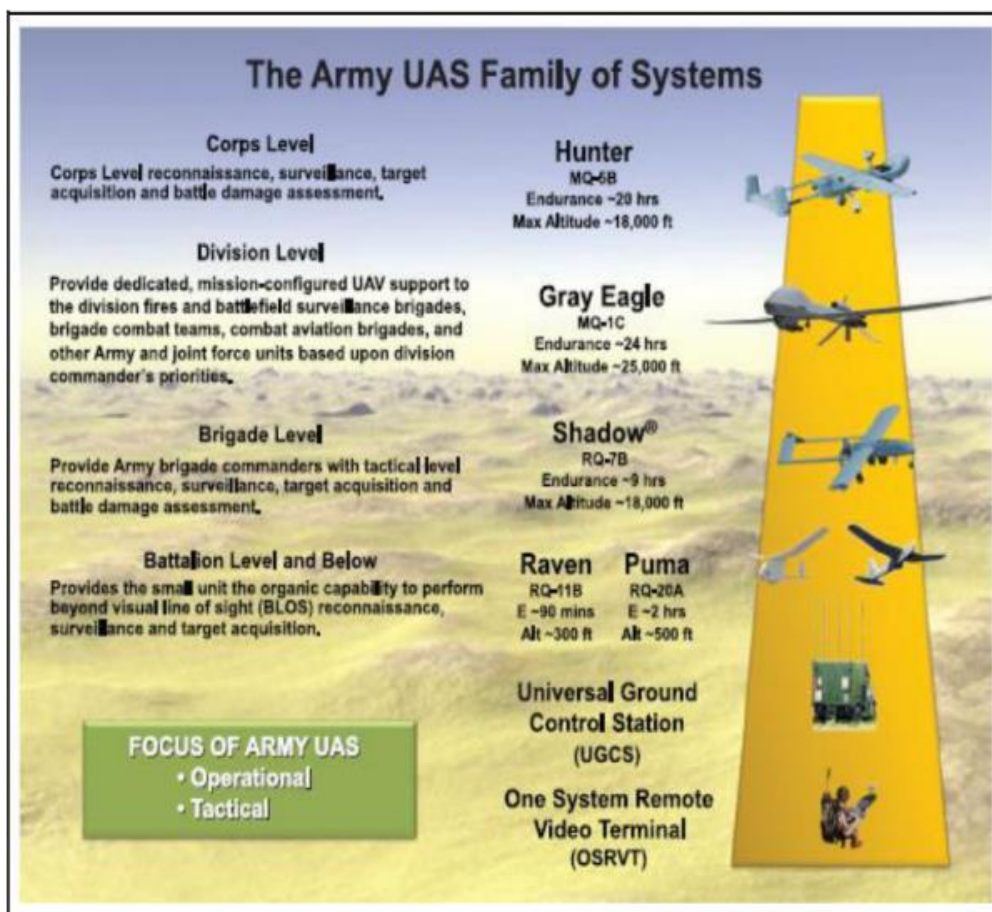 The Army UAS Family of Systems
Corps Level
Corps Level reconnaissance, surveillance, target
acquisition and battle damage assessment.
Hunter
MQ-5B
Endurance ~20 hrs
Max Altitude ~18,000 ft
Division Level
Provide dedicated, mission-configured UAV support to
the division fires and battlefield surveillance brigades,
brigade combat teams, combat aviation brigades, and
other Army and joint force units based upon division
commander's priorities.
Gray Eagle
MQ-1C
Endurance ~24 hrs
Max Altitude ~25,000 ft
Brigade Level
Provide Army brigade commanders with tactical level
reconnaissance, surveillance, target acquisition and
battle damage assessment.
Shadow®
RQ-7B
Endurance ~9 hrs
Max Altitude ~18,000 ft
Battalion Level and Below
Provides the small unit the organic capability to perform
beyond visual line of sight (BLOS) reconnaissance,
surveillance and target acquisition.
Raven
RQ-11B
E ~90 mins
Alt ~300 ft
Puma
RQ-20A
E ~2 hrs
Alt ~500 ft
Universal Ground
Control Station
(UGCS)
One System Remote
Video Terminal
(OSRVT)
FOCUS OF ARMY UAS
• Operational
• Tactical